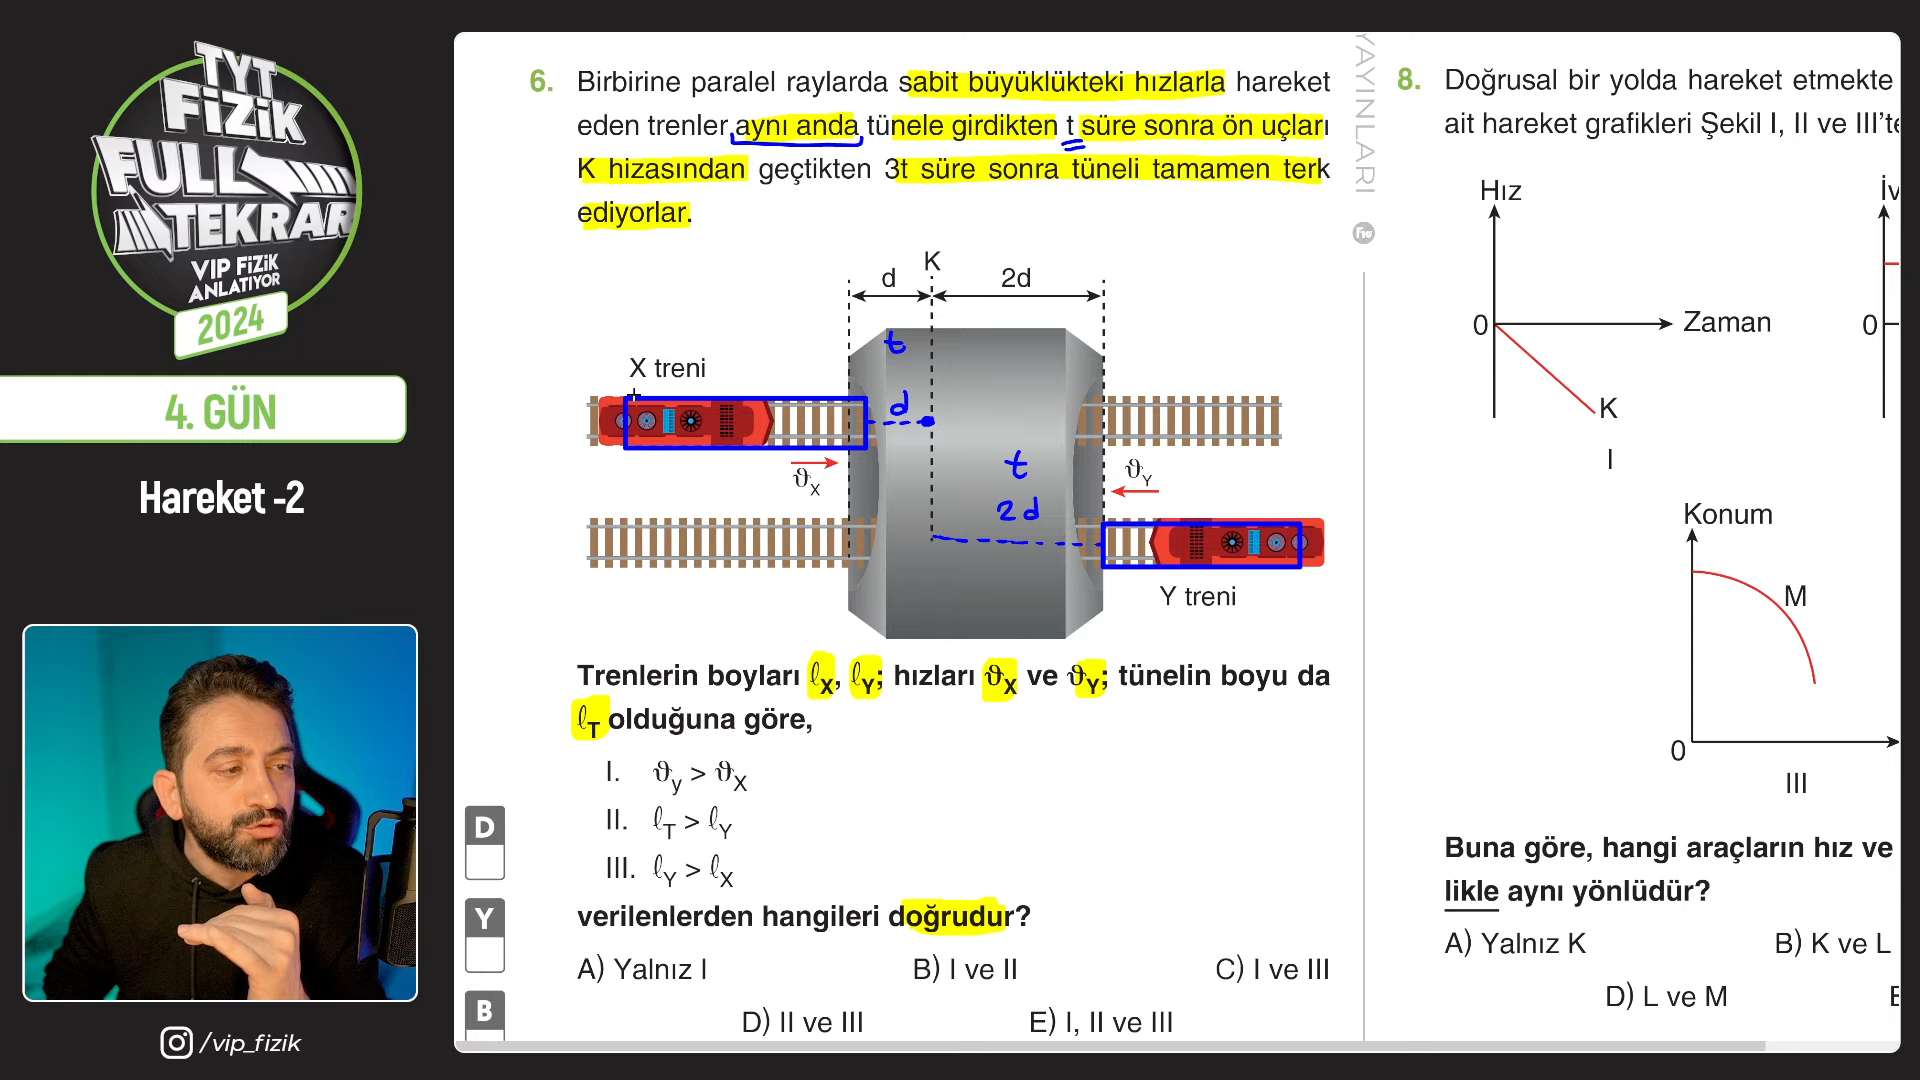 TYT
FİZİK
FULL
TEKRAR
VIP FİZİK
ANLATIYOR
2024
4. GÜN
Hareket -2
/vip_fizik
6. Birbirine paralel raylarda sabit büyüklükteki hızlarla hareket
eden trenler aynı anda tünele girdikten t süre sonra ön uçları
K hizasından geçtikten 3t süre sonra tüneli tamamen terk
ediyorlar.
K
d
2d
t
X treni
d
t
ϑX
ϑY
2d
Y treni
Trenlerin boyları ℓX, ℓY; hızları ϑX ve ϑY; tünelin boyu da
ℓT olduğuna göre,
I. ϑy > ϑX
II. ℓT > ℓY
III. ℓY > ℓX
verilenlerden hangileri doğrudur?
A) Yalnız I
B) I ve II
C) I ve III
D) II ve III
E) I, II ve III
D
Y
B
YAYINLARI
8. Doğrusal bir yolda hareket etmekte
ait hareket grafikleri Şekil I, II ve III'te
Hız
İv
0
Zaman
0
K
I
Konum
M
0
III
Buna göre, hangi araçların hız ve
likle aynı yönlüdür?
A) Yalnız K
B) K ve L
D) L ve M
E